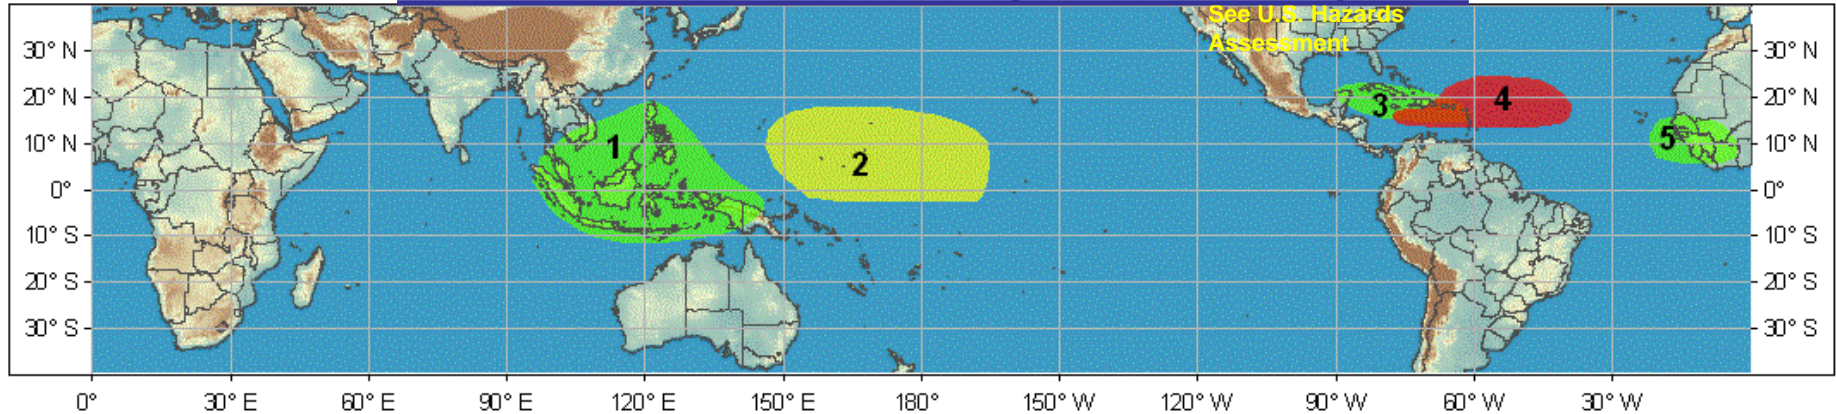 See U.S. Hazards
Assessment
30° N
30° N
20° N
20° N
10° N
10° N
0°
0°
10° S
10° S
20° S
20° S
30° S
30° S
1
2
3
4
5
0°
30° E
60° E
90° E
120° E
150° E
180°
150° W
120° W
90° W
60° W
30° W